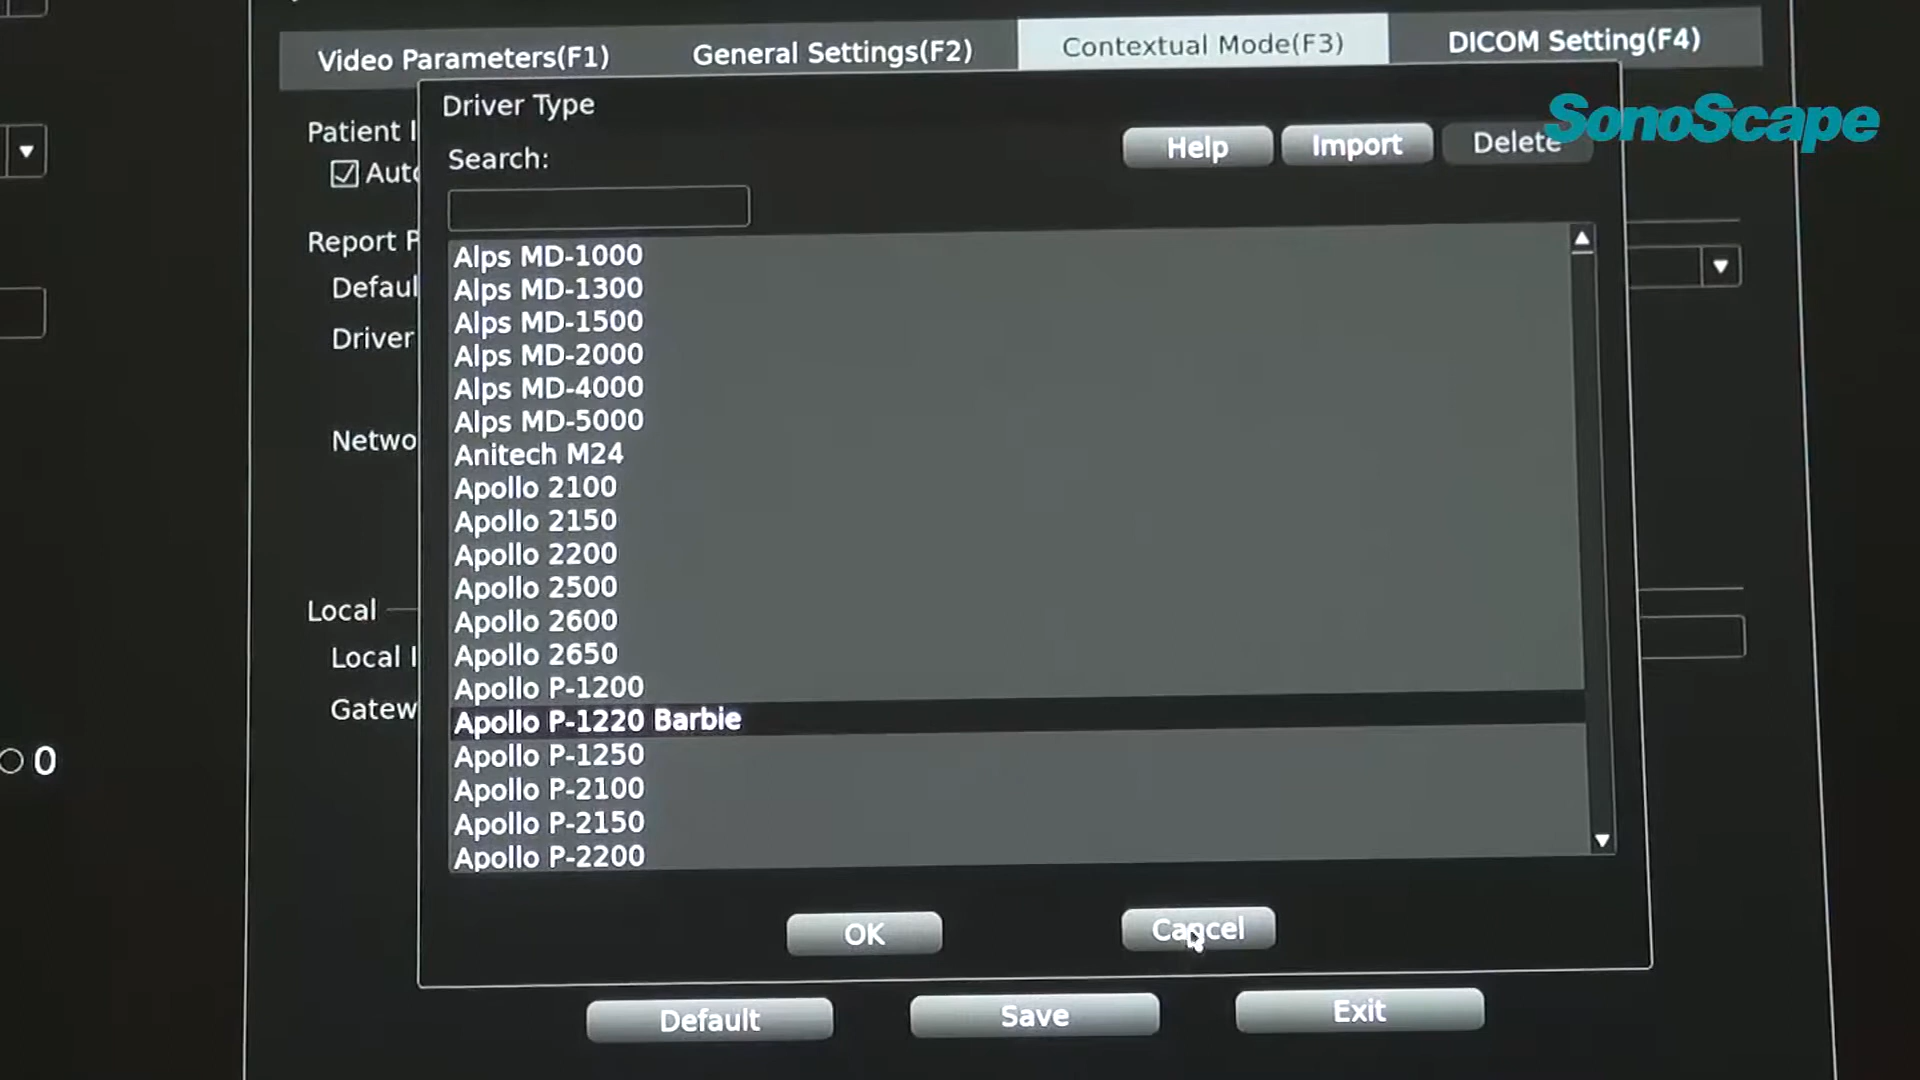 Video Parameters(F1) General Settings(F2) Contextual Mode(F3) DICOM Setting(F4)
SonoScape
Driver Type
Patient I
Help Import Delete
Search:
Auto
Report P
Defaul
Driver
Netwo
Local
Local I
Gatew
0
Alps MD-1000
Alps MD-1300
Alps MD-1500
Alps MD-2000
Alps MD-4000
Alps MD-5000
Anitech M24
Apollo 2100
Apollo 2150
Apollo 2200
Apollo 2500
Apollo 2600
Apollo 2650
Apollo P-1200
Apollo P-1220 Barbie
Apollo P-1250
Apollo P-2100
Apollo P-2150
Apollo P-2200
OK Cancel
Default Save Exit